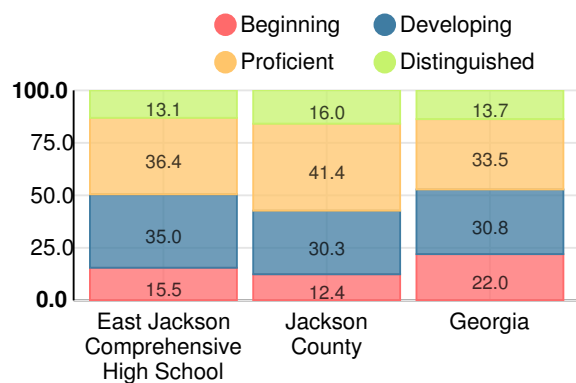 Beginning
Developing
Proficient
Distinguished
100.0
75.0
50.0
25.0
0.0
13.1
36.4
35.0
15.5
16.0
41.4
30.3
12.4
13.7
33.5
30.8
22.0
East Jackson
Comprehensive
High School
Jackson
County
Georgia